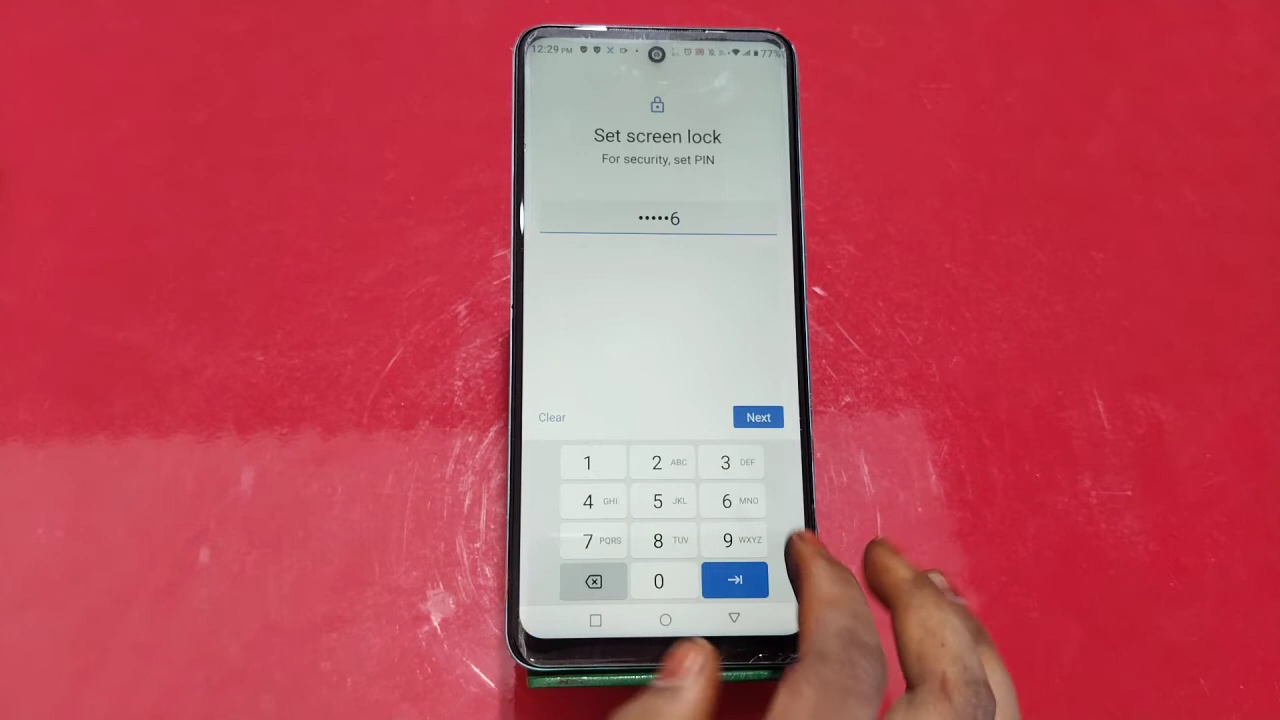 12:29 PM 77%
Set screen lock
For security, set PIN
•••••6
Clear Next
1 2 ABC 3 DEF
4 GHI 5 JKL 6 MNO
7 PQRS 8 TUV 9 WXYZ
0